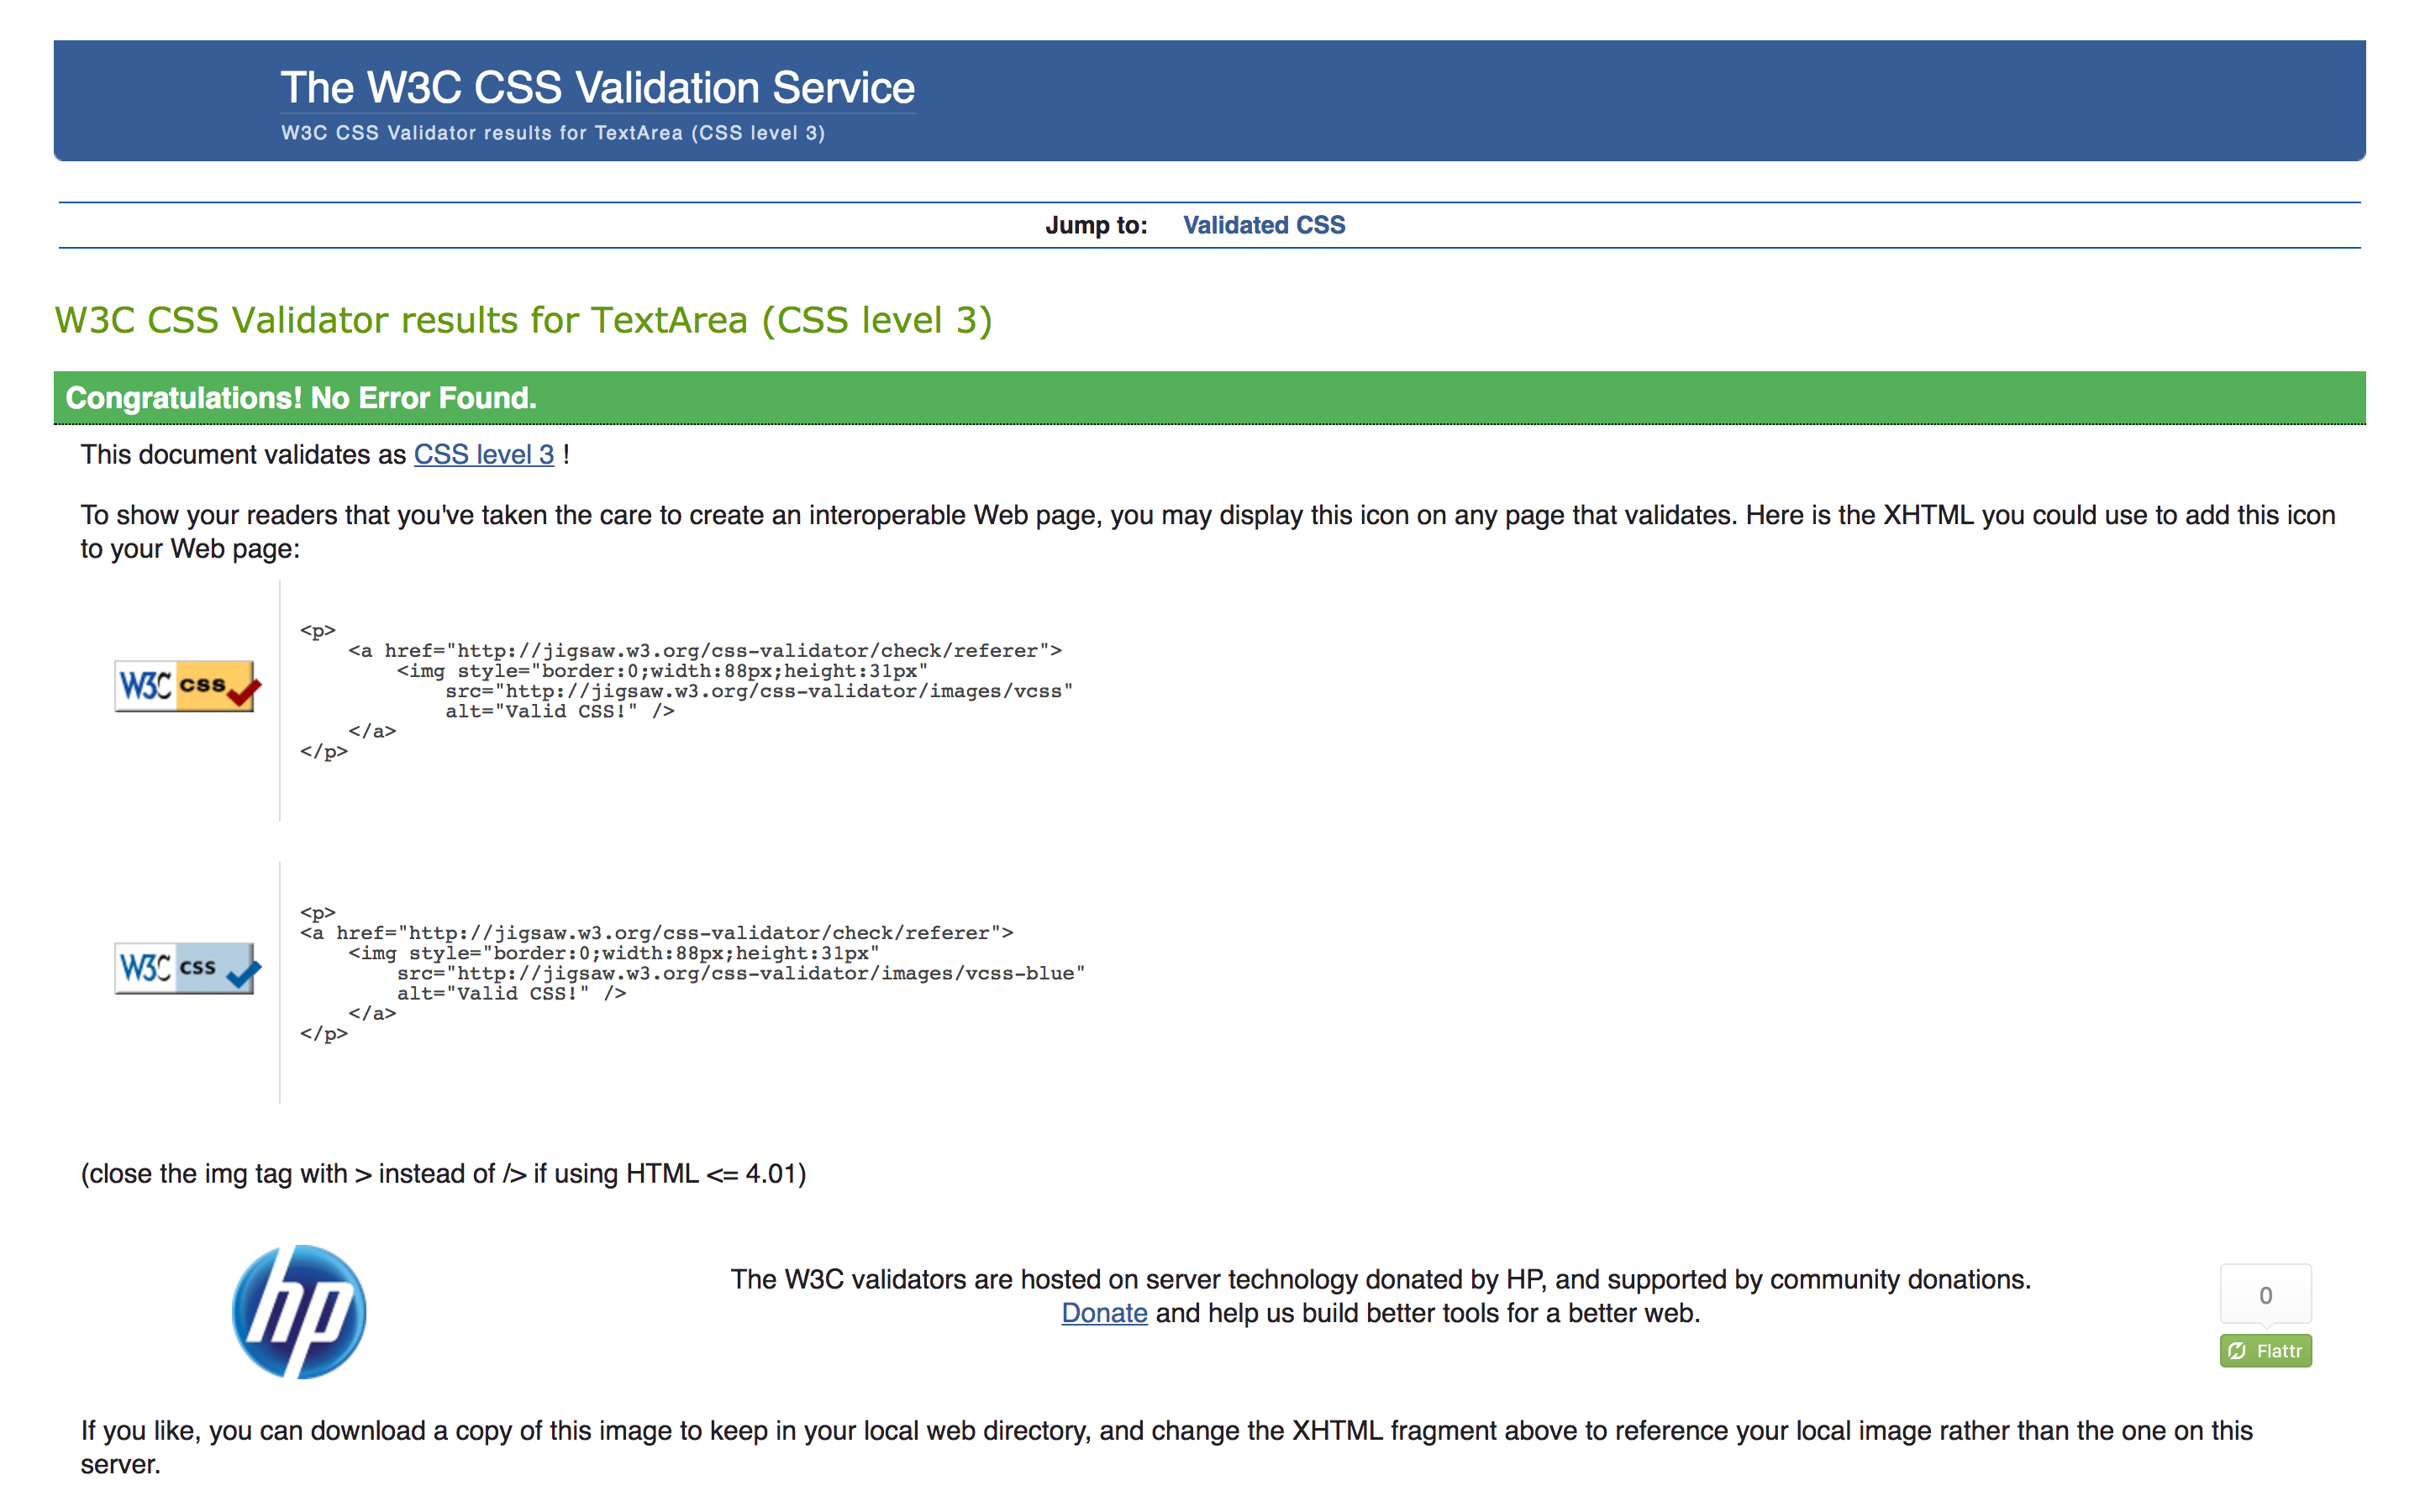 The W3C CSS Validation Service
W3C CSS Validator results for TextArea (CSS level 3)
Jump to: Validated CSS
W3C CSS Validator results for TextArea (CSS level 3)
Congratulations! No Error Found.
This document validates as CSS level 3 !
To show your readers that you've taken the care to create an interoperable Web page, you may display this icon on any page that validates. Here is the XHTML you could use to add this icon
to your Web page:
W3C css
<p>
    <a href="http://jigsaw.w3.org/css-validator/check/referer">
        <img style="border:0;width:88px;height:31px"
            src="http://jigsaw.w3.org/css-validator/images/vcss"
            alt="Valid CSS!" />
    </a>
</p>
W3C css
<p>
<a href="http://jigsaw.w3.org/css-validator/check/referer">
    <img style="border:0;width:88px;height:31px"
        src="http://jigsaw.w3.org/css-validator/images/vcss-blue"
        alt="Valid CSS!" />
    </a>
</p>
(close the img tag with > instead of /> if using HTML <= 4.01)
hp
The W3C validators are hosted on server technology donated by HP, and supported by community donations.
Donate and help us build better tools for a better web.
0
Flattr
If you like, you can download a copy of this image to keep in your local web directory, and change the XHTML fragment above to reference your local image rather than the one on this
server.